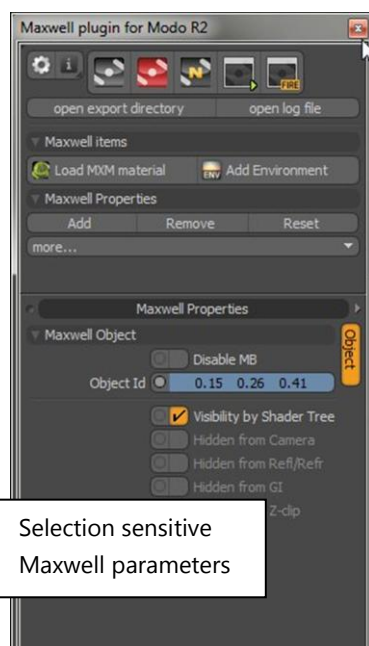 Maxwell plugin for Modo R2
N
FIRE
open export directory open log file
Maxwell items
Load MXM material ENV Add Environment
Maxwell Properties
Add Remove Reset
more...
Maxwell Properties
Maxwell Object
Object
Disable MB
Object Id 0.15 0.26 0.41
Visibility by Shader Tree
Hidden from Camera
Hidden from Refl/Refr
Hidden from GI
Z-clip
Selection sensitive
Maxwell parameters